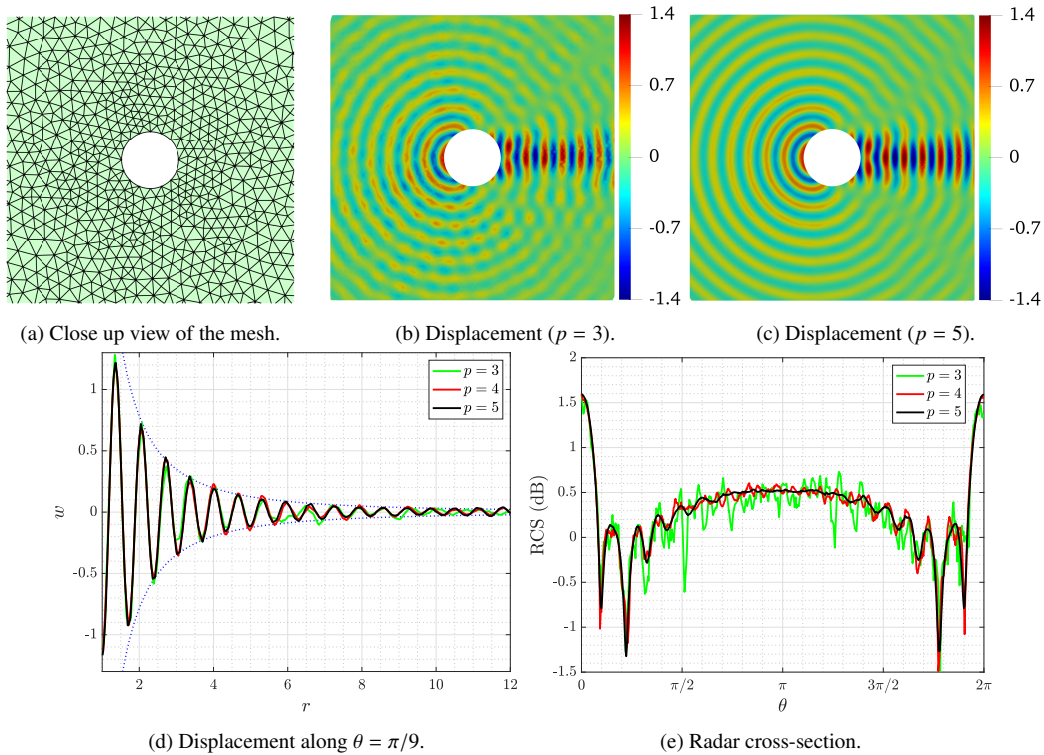 1.4
0.7
0
-0.7
-1.4
1.4
0.7
0
-0.7
-1.4
(a) Close up view of the mesh.
(b) Displacement (p = 3).
(c) Displacement (p = 5).
w
1
0.5
0
-0.5
-1
2
4
6
8
10
12
r
p = 3
p = 4
p = 5
RCS (dB)
2
1.5
1
0.5
0
-0.5
-1
-1.5
0
π/2
π
3π/2
2π
θ
p = 3
p = 4
p = 5
(d) Displacement along θ = π/9.
(e) Radar cross-section.